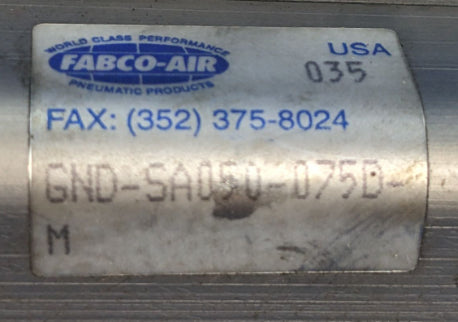 WORLD CLASS PERFORMANCE
FABCO-AIR
PNEUMATIC PRODUCTS
USA
035
FAX: (352) 375-8024
GND-SA050-075D-
M